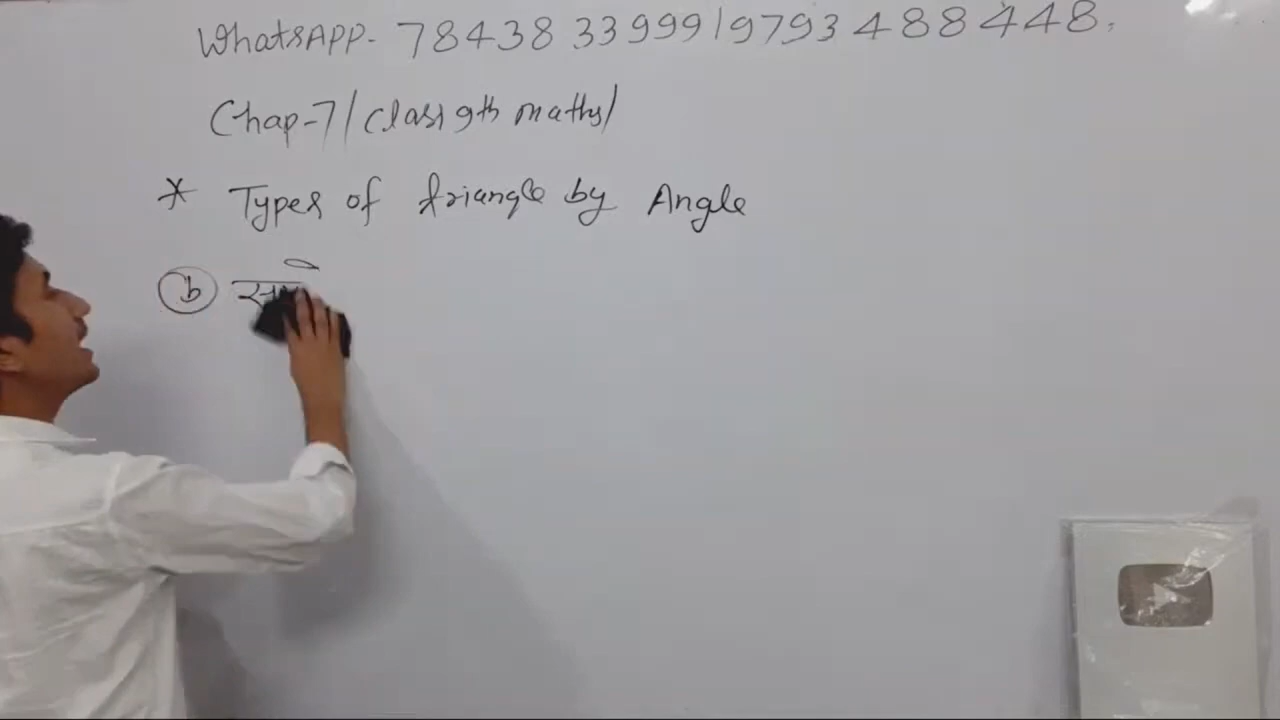 WhatsAPP- 78438 33999/9793 488448.
Chap-7/Class 9th maths/
* Types of triangle by Angle
(b)